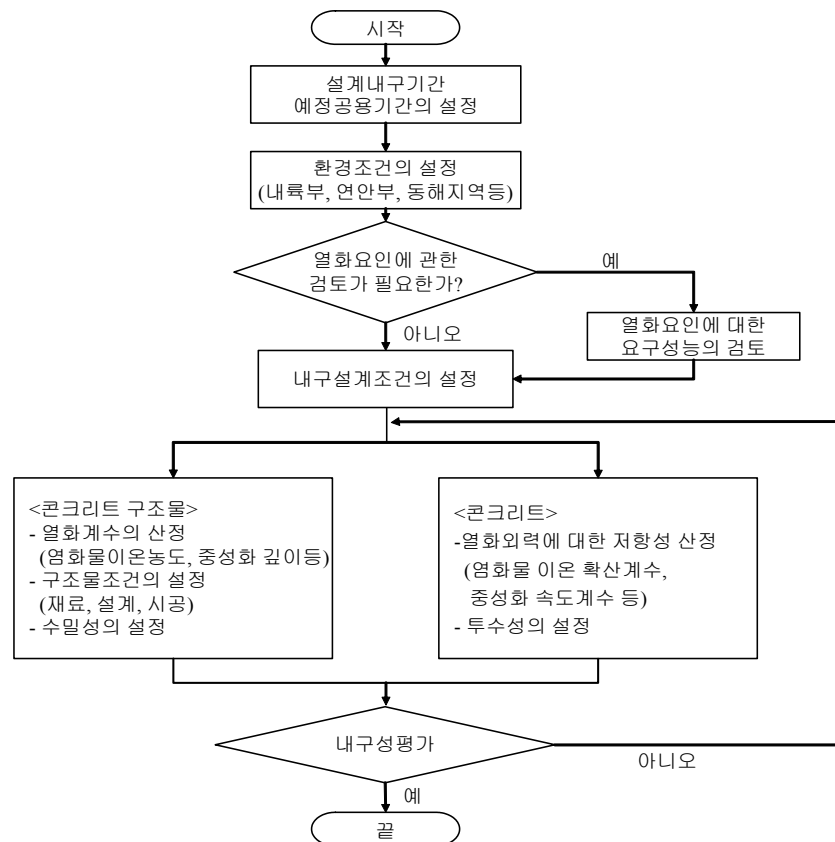 시작
설계내구기간
예정공용기간의 설정
환경조건의 설정
(내륙부, 연안부, 동해지역등)
열화요인에 관한
검토가 필요한가?
예
열화요인에 대한
요구성능의 검토
아니오
내구설계조건의 설정
<콘크리트 구조물>
- 열화계수의 산정
(염화물이온농도, 중성화 깊이등)
- 구조물조건의 설정
(재료, 설계, 시공)
- 수밀성의 설정
<콘크리트>
-열화외력에 대한 저항성 산정
(염화물 이온 확산계수,
중성화 속도계수 등)
- 투수성의 설정
내구성평가
아니오
예
끝